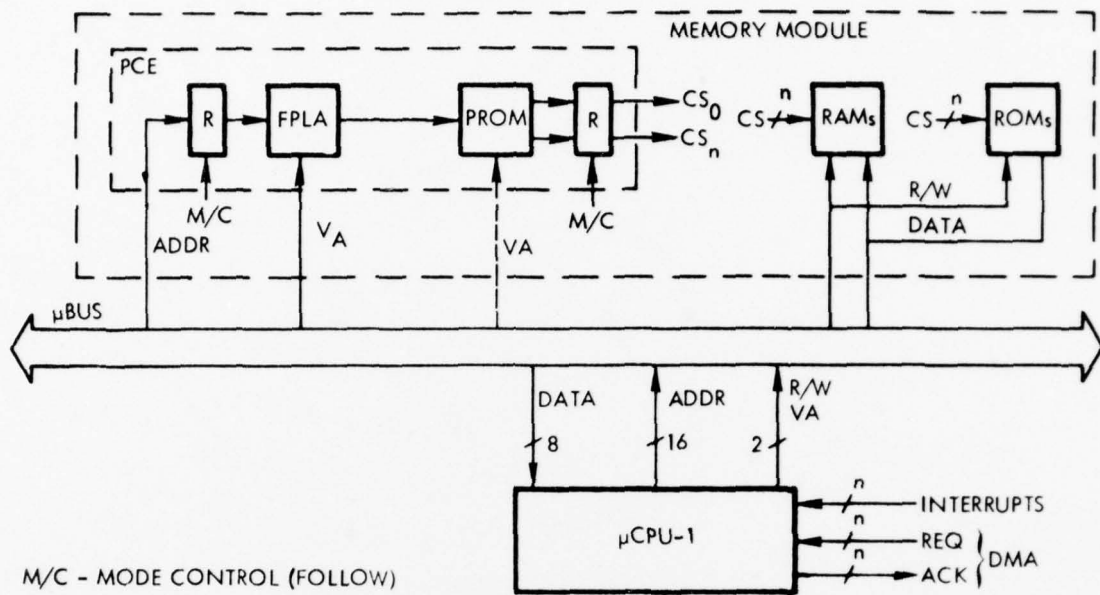 MEMORY MODULE
PCE
R
FPLA
PROM
R
CS0
CSn
CS
n
RAMs
CS
n
ROMs
M/C
VA
VA
M/C
R/W
DATA
ADDR
μBUS
DATA
ADDR
R/W
VA
8
16
2
μCPU-1
n
INTERRUPTS
n
REQ
n
ACK
DMA
M/C - MODE CONTROL (FOLLOW)